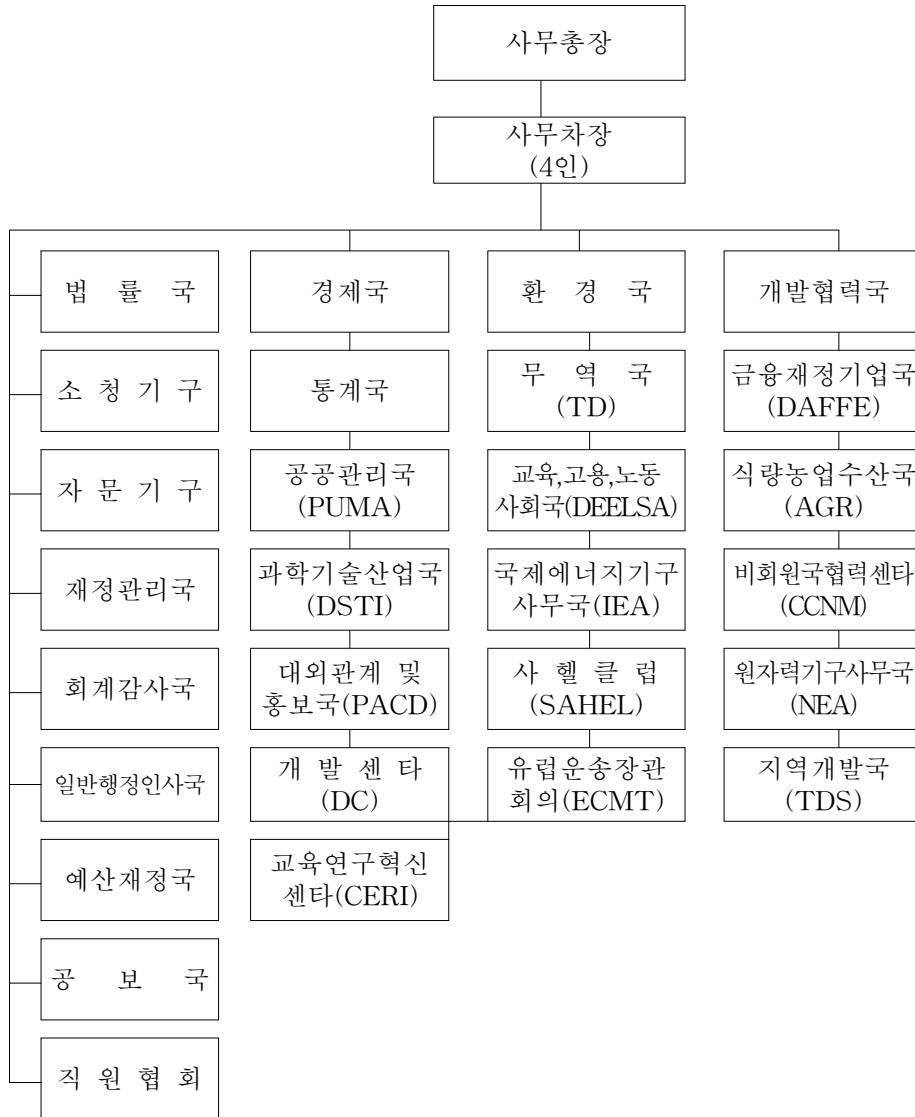 사무총장
사무차장
(4인)
법 률 국
경제국
환 경 국
개발협력국
소 청 기 구
통계국
무 역 국
(TD)
금융재정기업국
(DAFFE)
자 문 기 구
공공관리국
(PUMA)
교육,고용,노동
사회국(DEELSA)
식량농업수산국
(AGR)
재정관리국
과학기술산업국
(DSTI)
국제에너지기구
사무국(IEA)
비회원국협력센타
(CCNM)
회계감사국
대외관계 및
홍보국(PACD)
사 헬 클 럽
(SAHEL)
원자력기구사무국
(NEA)
일반행정인사국
개 발 센 타
(DC)
유럽운송장관
회의(ECMT)
지역개발국
(TDS)
예산재정국
교육연구혁신
센타(CERI)
공 보 국
직 원 협 회